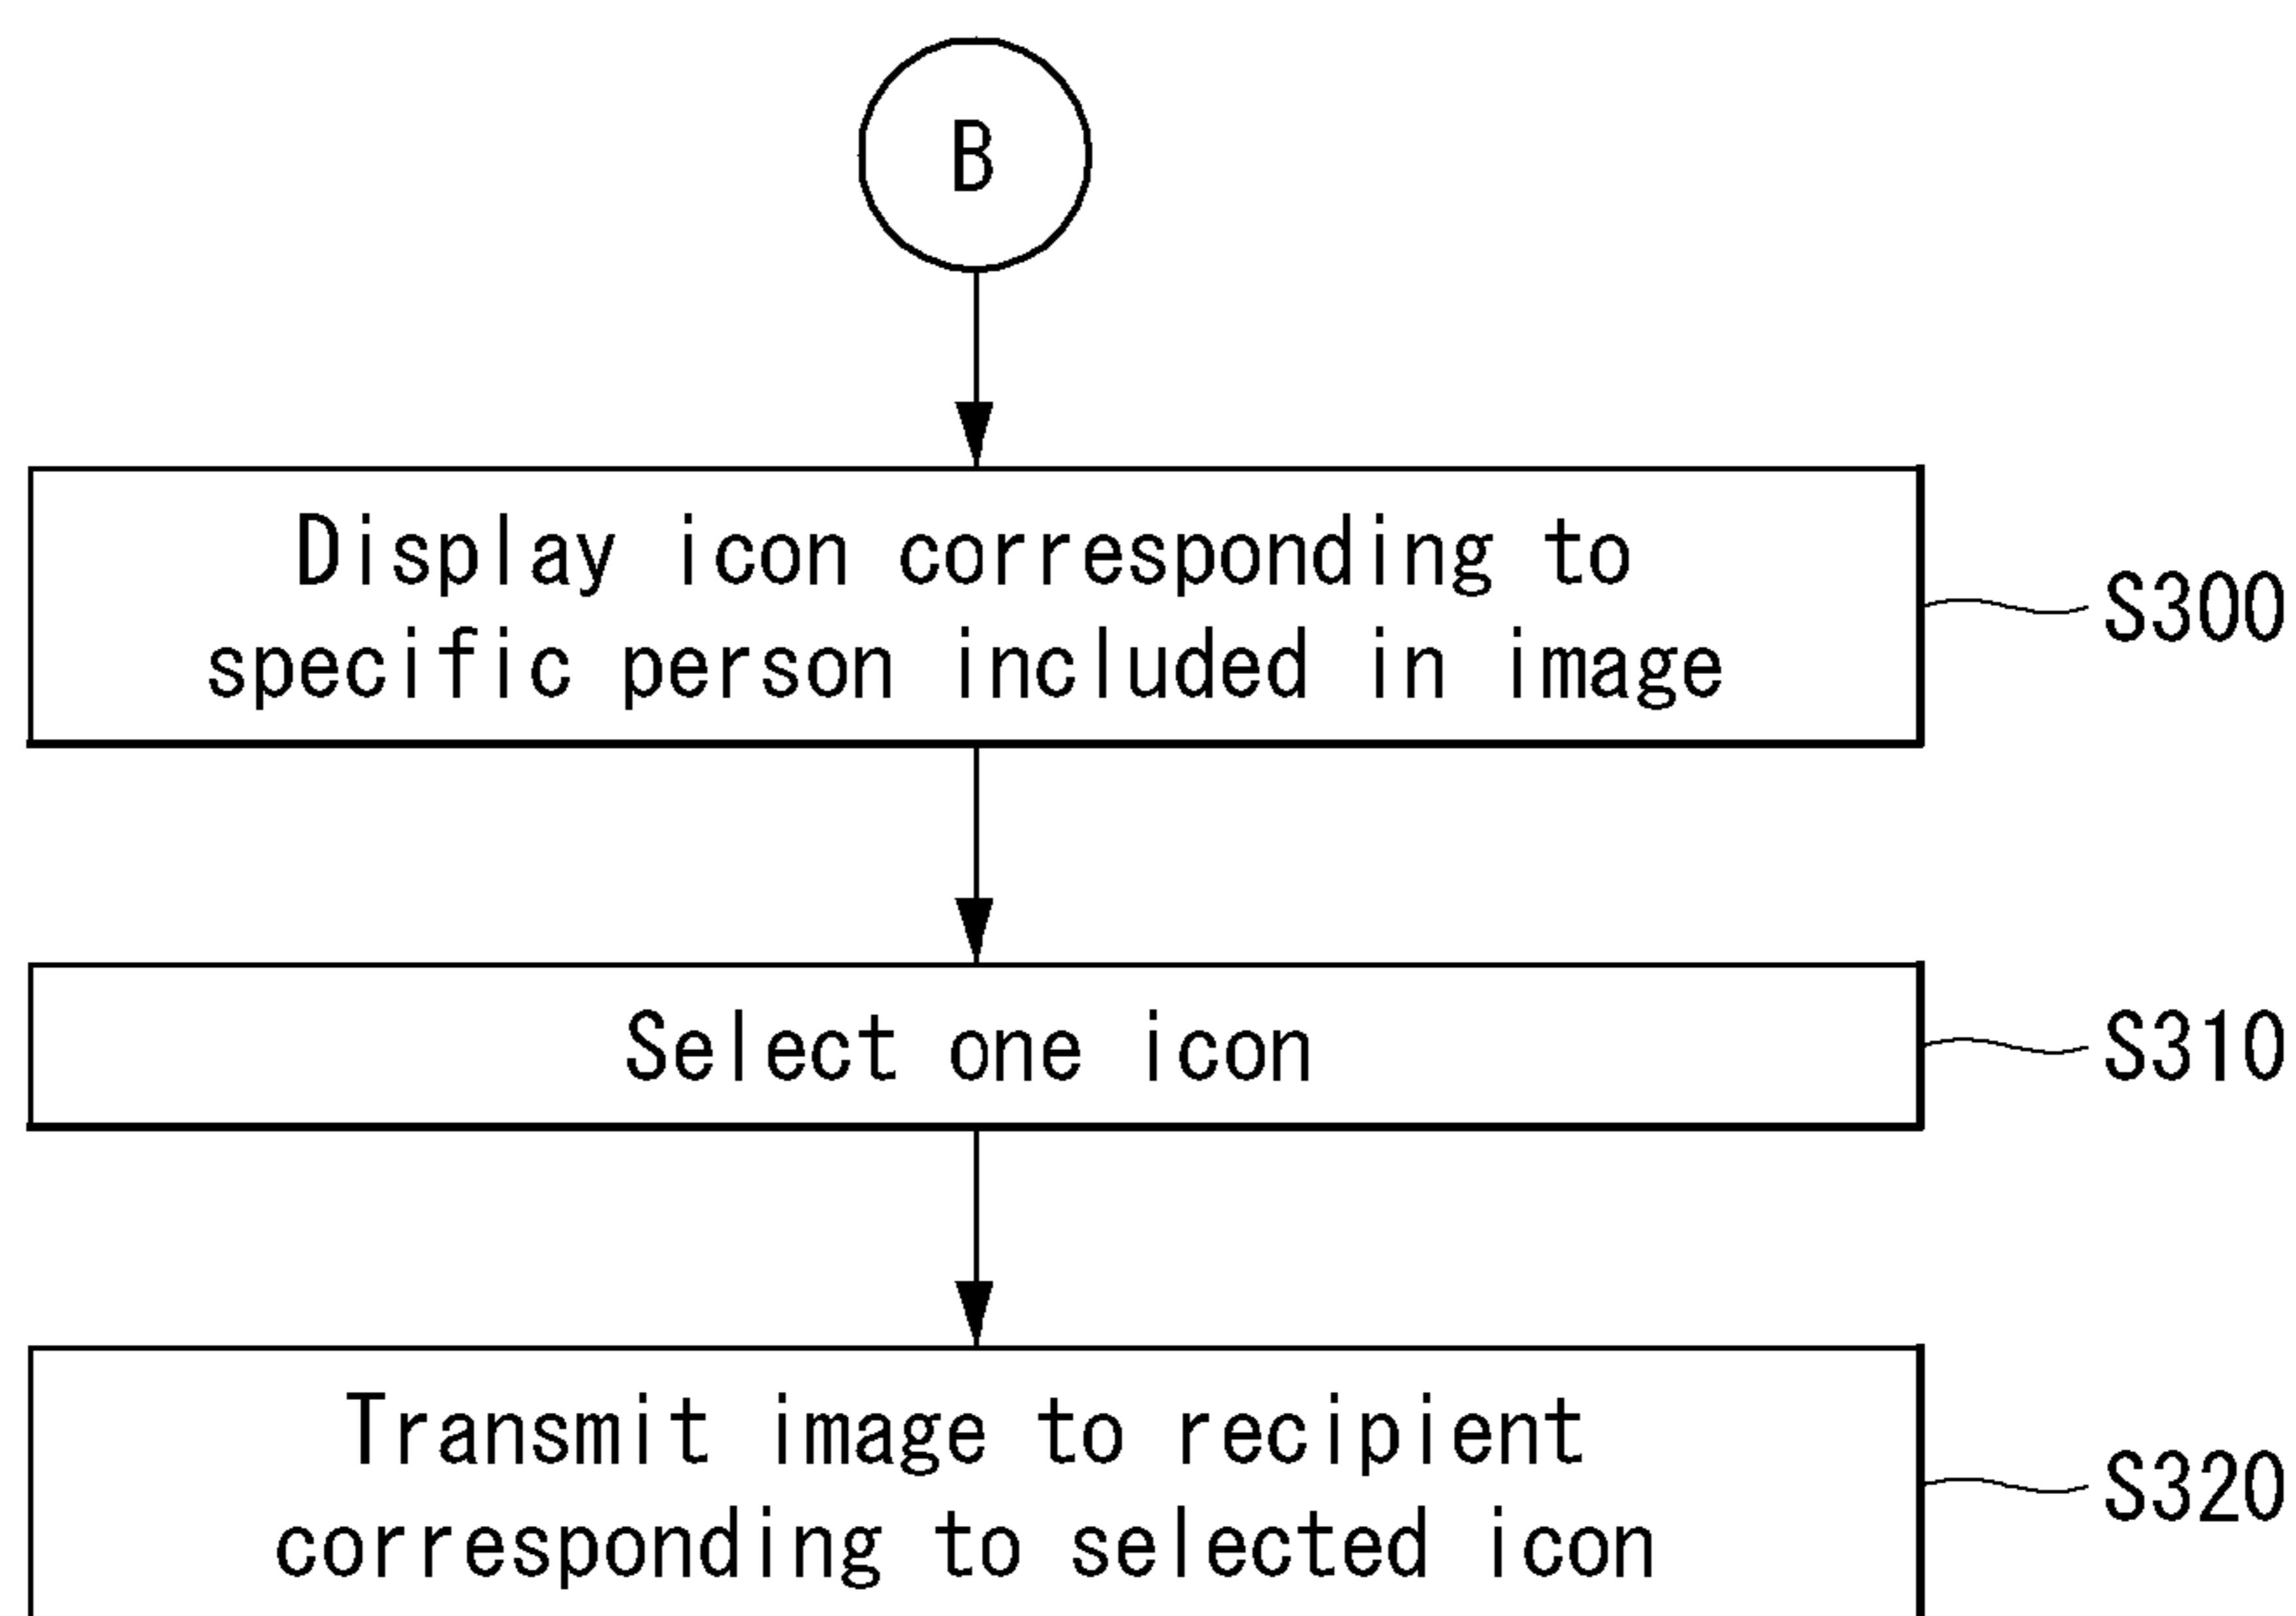 B
Display icon corresponding to
specific person included in image
S300
Select one icon
S310
Transmit image to recipient
corresponding to selected icon
S320